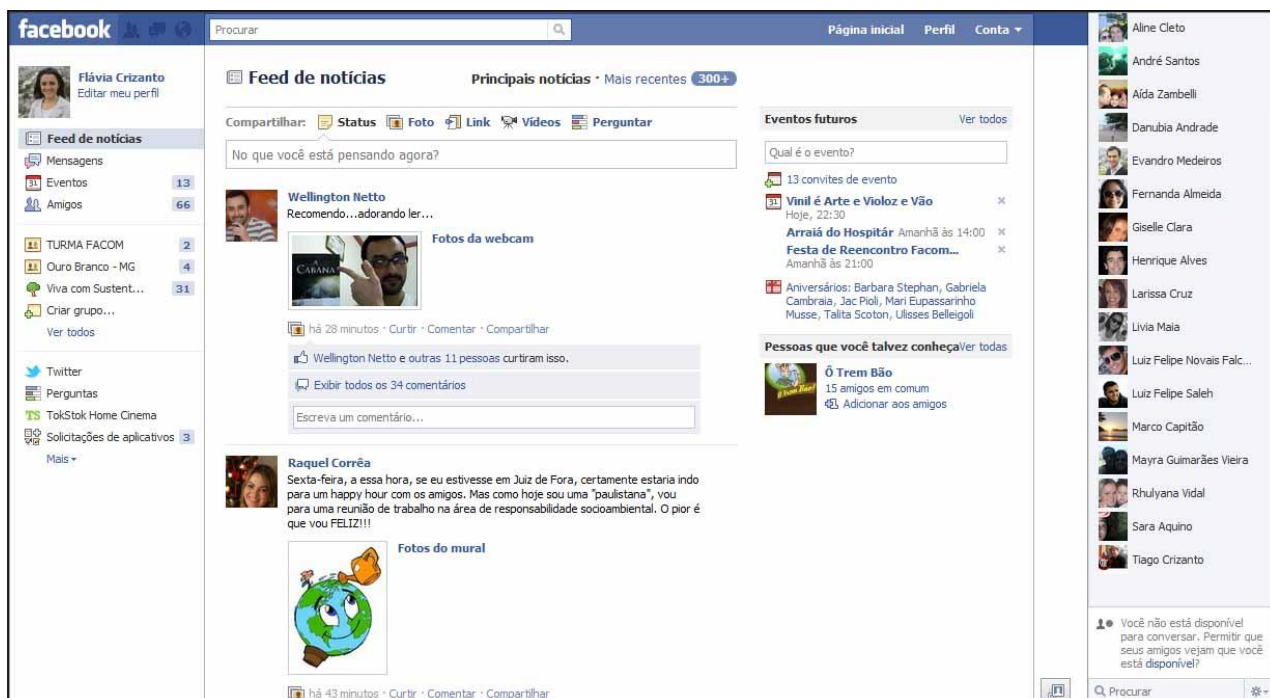 facebook
Procurar
Página inicial
Perfil
Conta
Flávia Crizanto
Editar meu perfil
Feed de notícias
Mensagens
Eventos 13
Amigos 66
TURMA FACOM 2
Ouro Branco - MG 4
Viva com Sustent... 31
Criar grupo...
Ver todos
Twitter
Perguntas
TS TokStok Home Cinema
Solicitações de aplicativos 3
Mais
Feed de notícias
Principais notícias · Mais recentes 300+
Compartilhar: Status Foto Link Vídeos Perguntar
No que você está pensando agora?
Wellington Netto
Recomendo...adorando ler...
A CABANA
Fotos da webcam
há 28 minutos · Curtir · Comentar · Compartilhar
Wellington Netto e outras 11 pessoas curtiram isso.
Exibir todos os 34 comentários
Escreva um comentário...
Raquel Corrêa
Sexta-feira, a essa hora, se eu estivesse em Juiz de Fora, certamente estaria indo
para um happy hour com os amigos. Mas como hoje sou uma "paulistana", vou
para uma reunião de trabalho na área de responsabilidade socioambiental. O pior é
que vou FELIZ!!!
Fotos do mural
há 43 minutos · Curtir · Comentar · Compartilhar
Eventos futuros Ver todos
Qual é o evento?
13 convites de evento
31 Vinil é Arte e Violoz e Vão
Hoje, 22:30
Arraiá do Hospitár Amanhã às 14:00
Festa de Reencontro Facom...
Amanhã às 21:00
Aniversários: Barbara Stephan, Gabriela
Cambraia, Jac Pioli, Mari Eupassarinho
Musse, Talita Scoton, Ulisses Belleigoli
Pessoas que você talvez conheça Ver todas
Ô Trem Bão
15 amigos em comum
Adicionar aos amigos
Aline Cleto
André Santos
Aída Zambelli
Danubia Andrade
Evandro Medeiros
Fernanda Almeida
Giselle Clara
Henrique Alves
Larissa Cruz
Livia Maia
Luiz Felipe Novais Falc...
Luiz Felipe Saleh
Marco Capitão
Mayra Guimarães Vieira
Rhulyana Vidal
Sara Aquino
Tiago Crizanto
Você não está disponível
para conversar. Permitir que
seus amigos vejam que você
está disponível?
Procurar